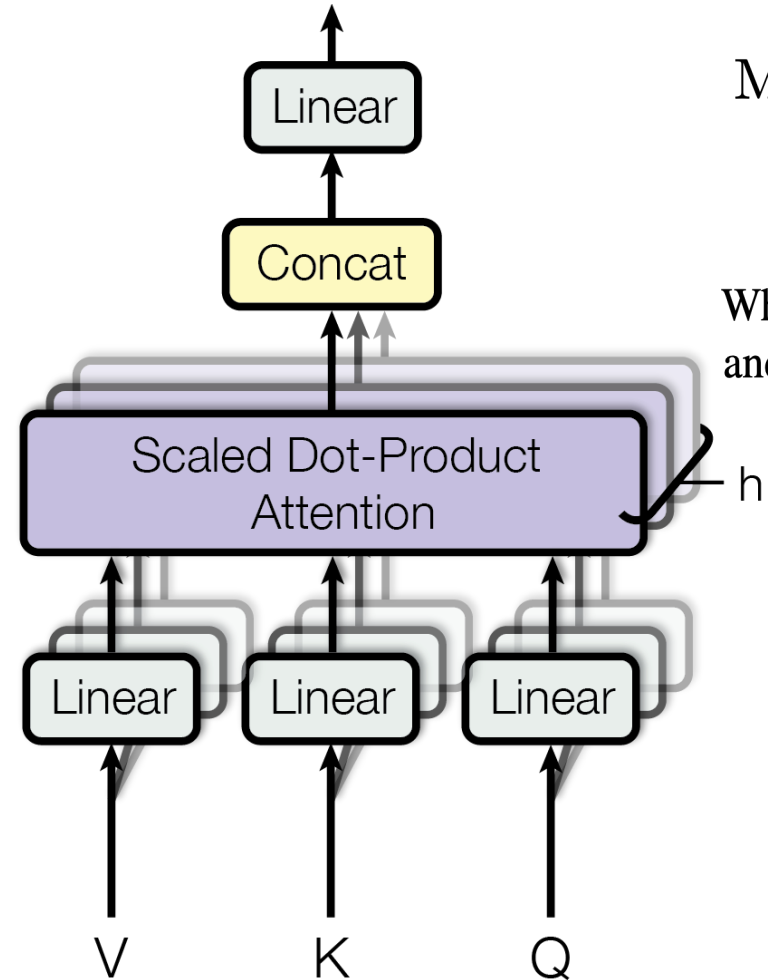 Linear
Concat
Scaled Dot-Product
Attention
h
Linear Linear Linear
V K Q